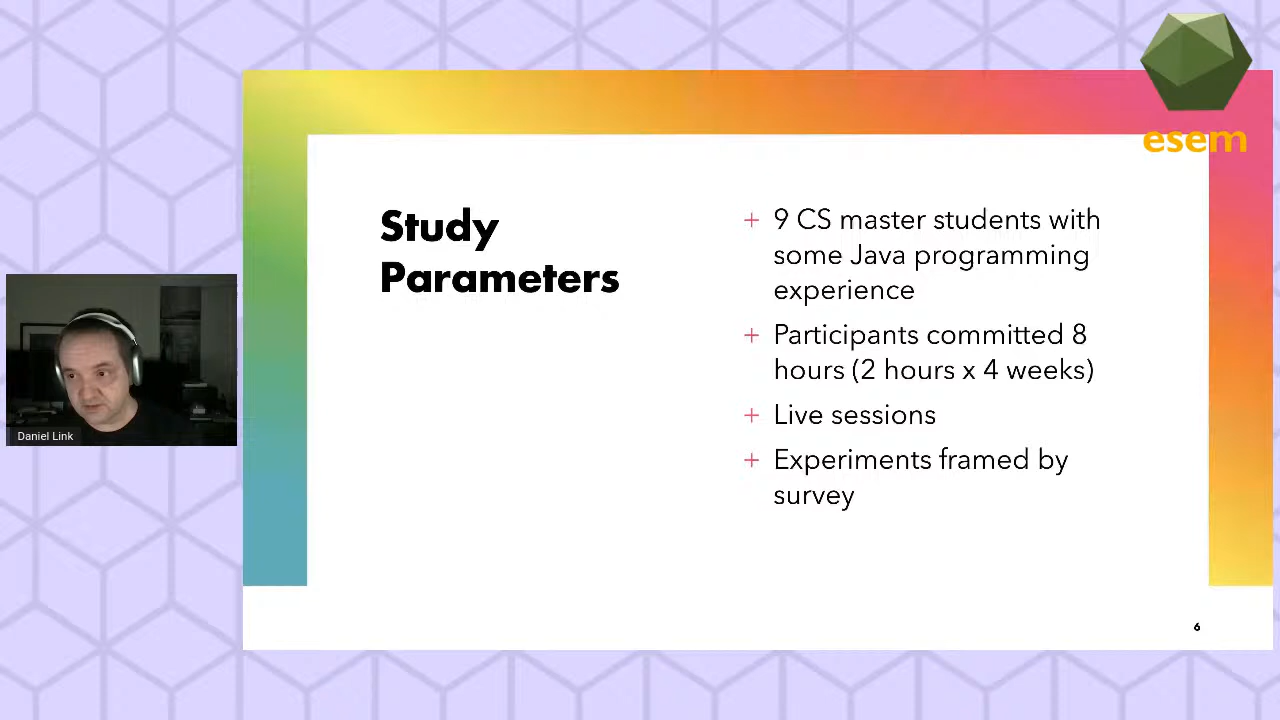 esem
Study
Parameters
+ 9 CS master students with
some Java programming
experience
+ Participants committed 8
hours (2 hours x 4 weeks)
+ Live sessions
+ Experiments framed by
survey
Daniel Link
6